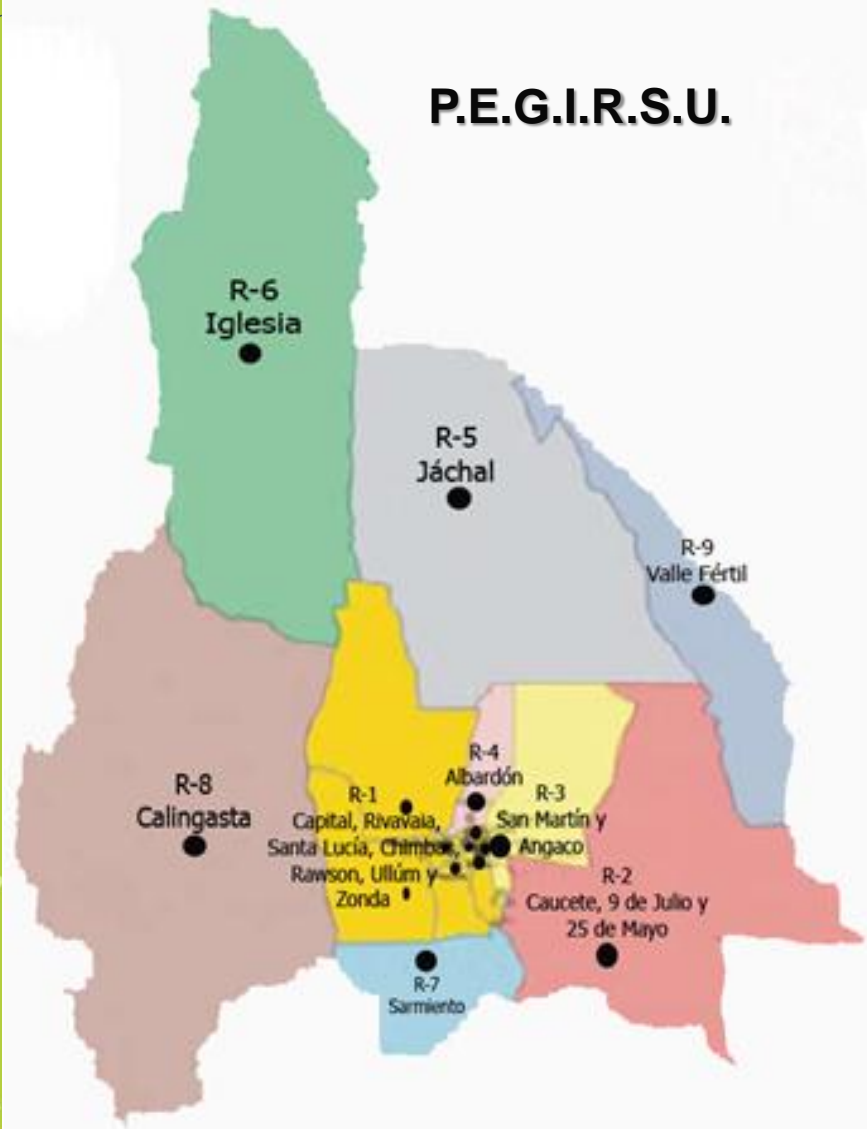 P.E.G.I.R.S.U.
R-6
Iglesia
R-5
Jáchal
R-9
Valle Fértil
R-8
Calingasta
R-4
Albardón
R-1
Capital, Rivavaia,
Santa Lucía,
Rawson, Ullúm y
Zonda
R-3
San Martín y
Angaco
R-2
Caucete, 9 de Julio y
25 de Mayo
R-7
Sarmiento